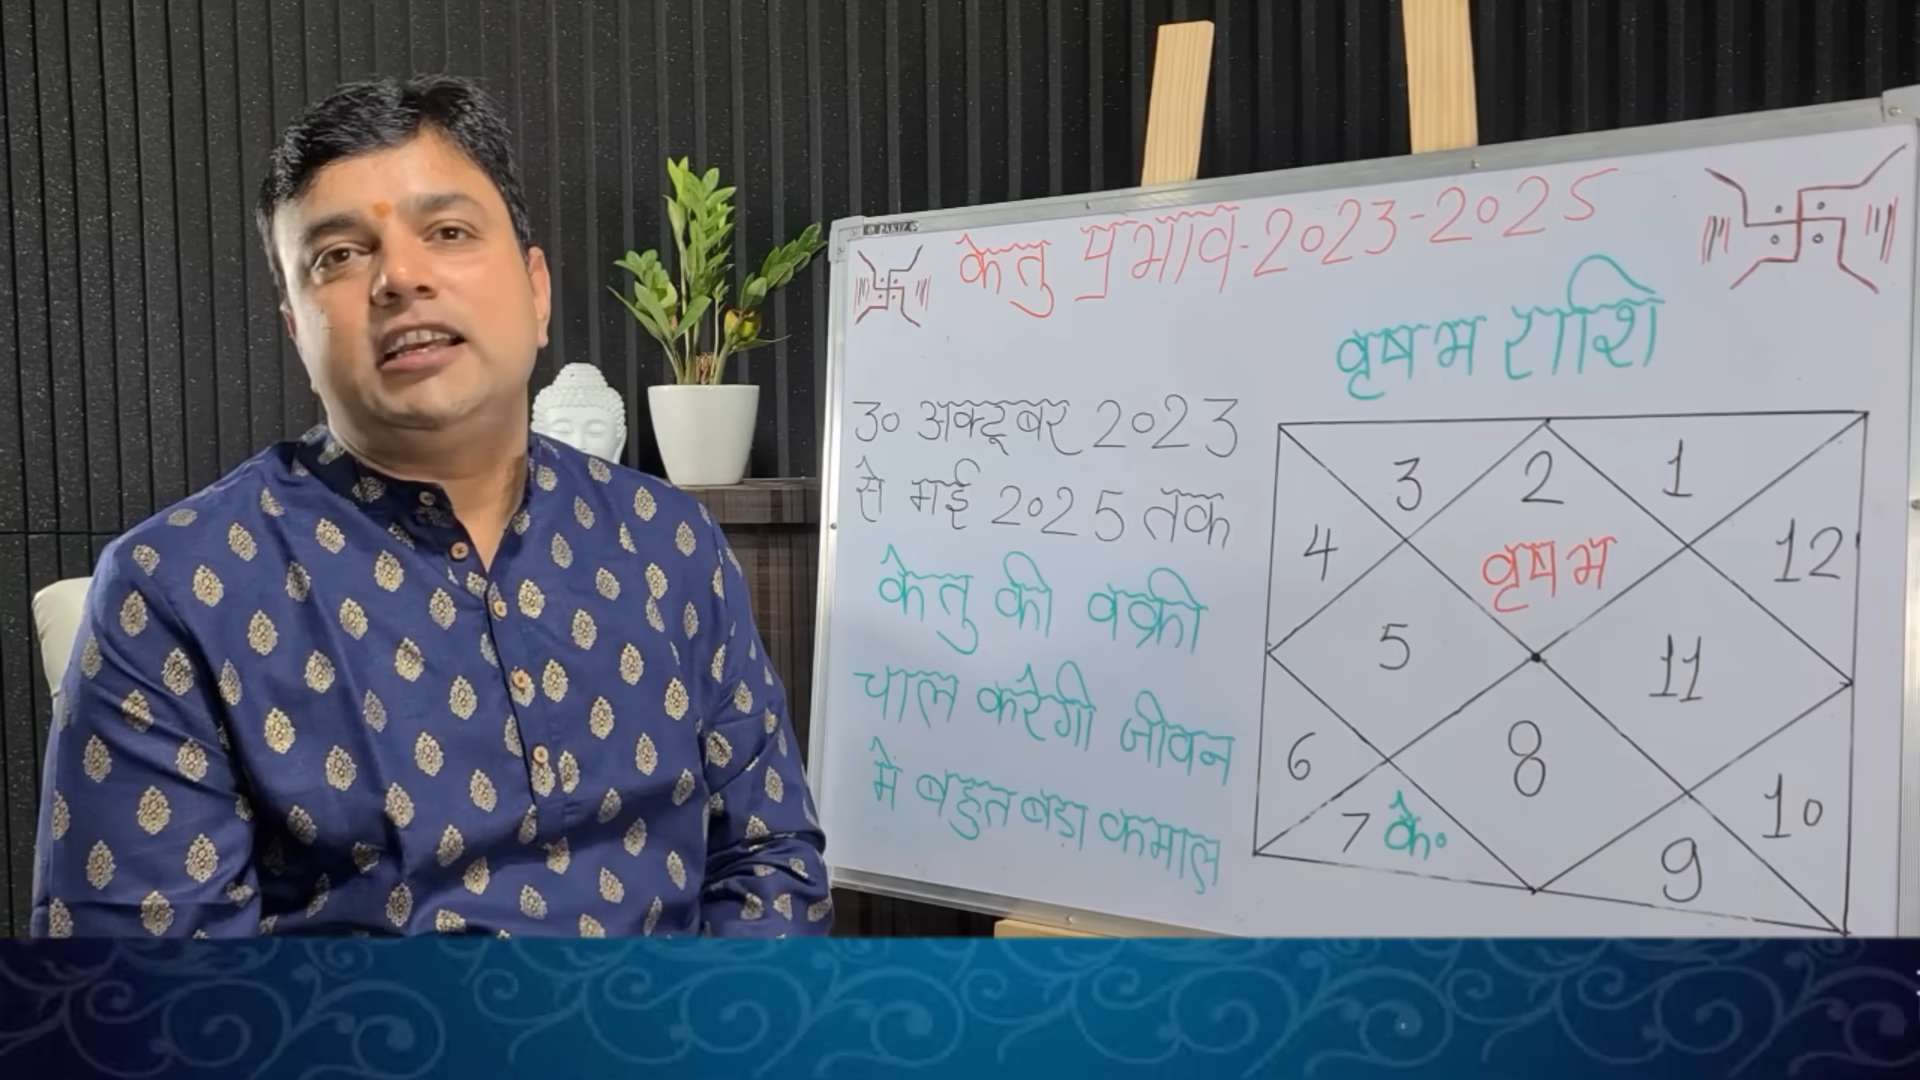 केतु प्रभाव-2023-2025
वृषभ राशि
30 अक्टूबर 2023
से मई 2025 तक
केतु की वक्री
चाल करेगी जीवन
में बहुत बड़ा कमाल
3 2 1
4 वृषभ 12
5 11
6 8
7 के॰ 9 10